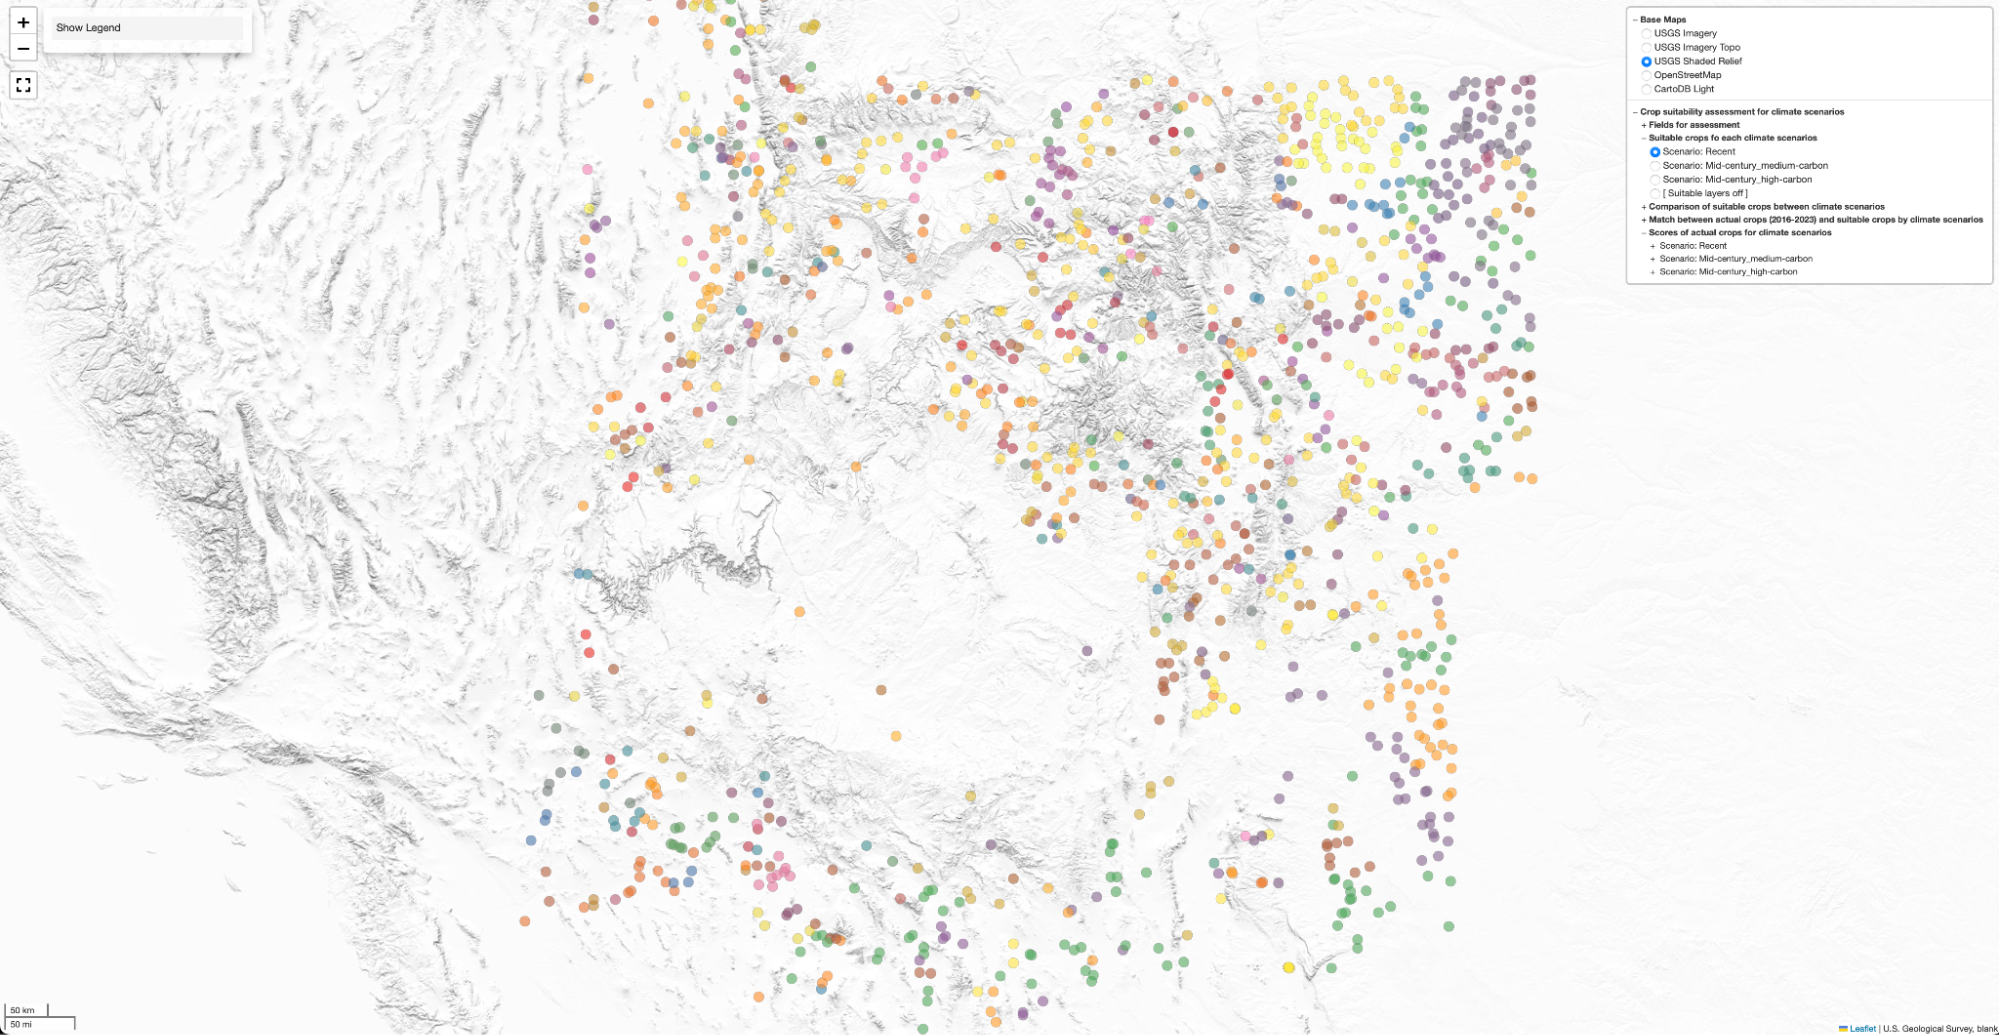 +
Show Legend
−
− Base Maps
USGS Imagery
USGS Imagery Topo
USGS Shaded Relief
OpenStreetMap
CartoDB Light
− Crop suitability assessment for climate scenarios
+ Fields for assessment
− Suitable crops fo each climate scenarios
Scenario: Recent
Scenario: Mid-century_medium-carbon
Scenario: Mid-century_high-carbon
[ Suitable layers off ]
+ Comparison of suitable crops between climate scenarios
+ Match between actual crops (2016-2023) and suitable crops by climate scenarios
− Scores of actual crops for climate scenarios
+ Scenario: Recent
+ Scenario: Mid-century_medium-carbon
+ Scenario: Mid-century_high-carbon
50 km
50 mi
Leaflet | U.S. Geological Survey, blank